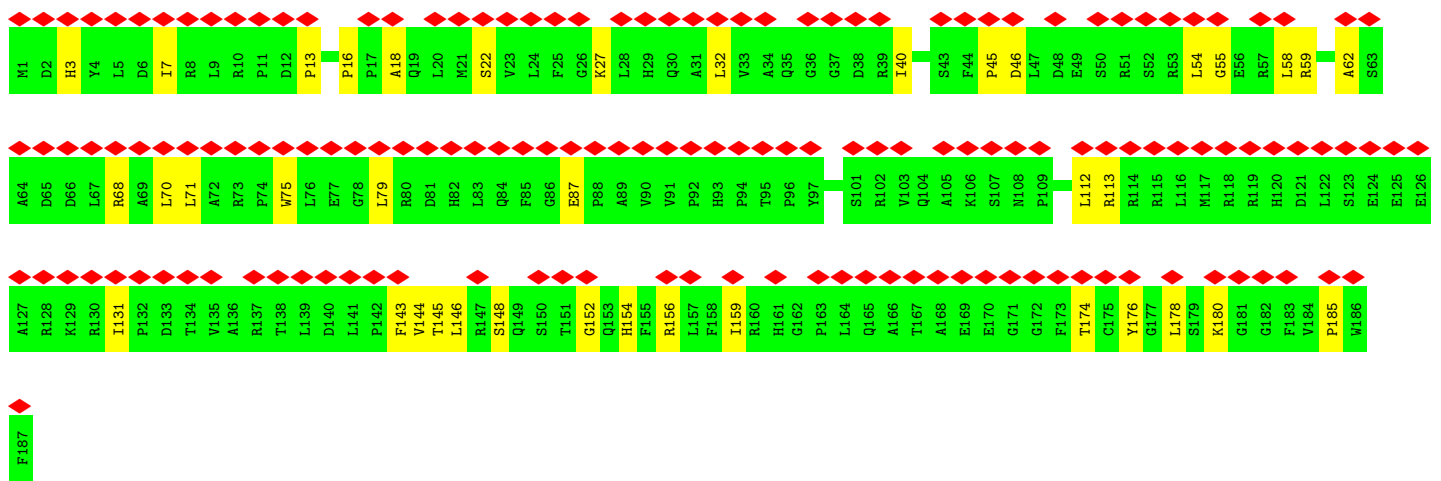 M1 D2 H3 Y4 L5 D6 I7 R8 L9 R10 P11 D12 P13 P16 P17 A18 Q19 L20 M21 S22 V23 L24 F25 G26 K27 L28 H29 Q30 A31 L32 V33 A34 Q35 G36 G37 D38 R39 I40 S43 F44 P45 D46 L47 D48 E49 S50 R51 S52 R53 L54 G55 E56 R57 L58 R59 A62 S63
A64 D65 D66 L67 R68 A69 L70 L71 A72 R73 P74 W75 L76 E77 G78 L79 R80 D81 H82 L83 Q84 F85 G86 E87 P88 A89 V90 V91 P92 H93 P94 T95 P96 Y97 S101 R102 V103 Q104 A105 K106 S107 N108 P109 L112 R113 R114 R115 L116 M117 R118 R119 H120 D121 L122 S123 E124 E125 E126
A127 R128 K129 R130 I131 P132 D133 T134 V135 A136 R137 T138 L139 D140 L141 P142 F143 V144 T145 L146 R147 S148 Q149 S150 T151 G152 Q153 H154 F155 R156 L157 F158 I159 R160 H161 G162 P163 L164 Q165 A166 T167 A168 E169 E170 G171 G172 F173 T174 C175 Y176 G177 L178 S179 K180 G181 G182 F183 V184 P185 W186
F187